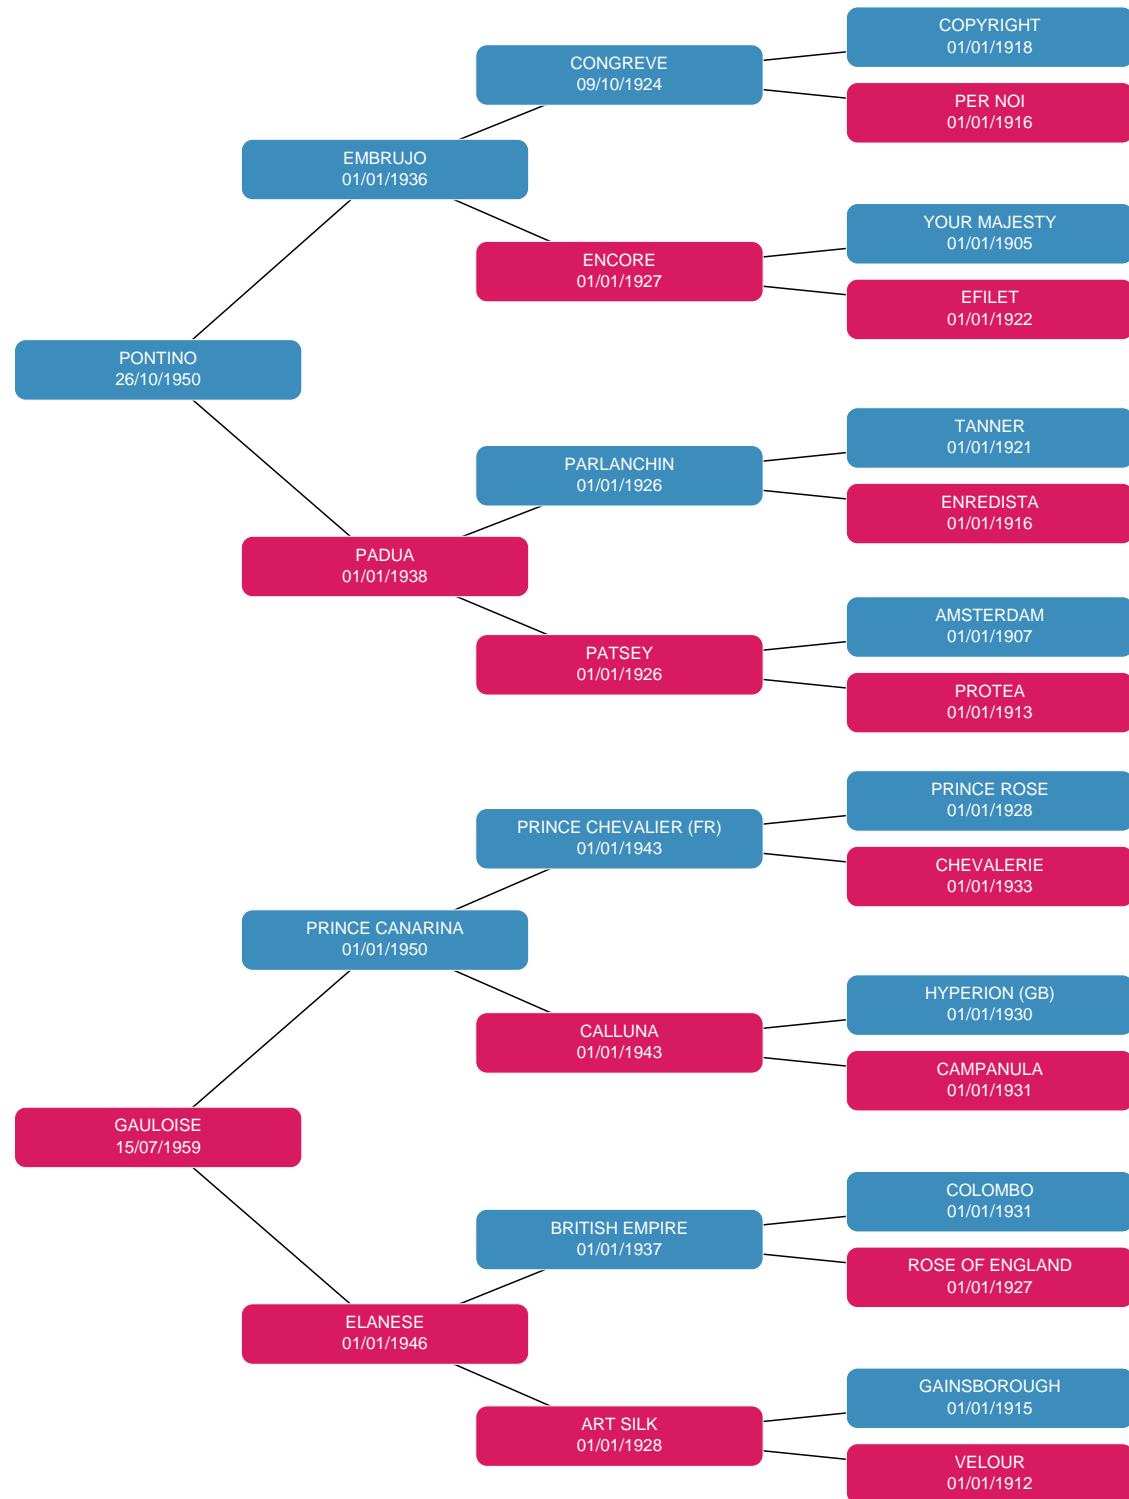 COPYRIGHT
01/01/1918
CONGREVE
09/10/1924
PER NOI
01/01/1916
EMBRUJO
01/01/1936
YOUR MAJESTY
01/01/1905
ENCORE
01/01/1927
EFILET
01/01/1922
PONTINO
26/10/1950
TANNER
01/01/1921
PARLANCHIN
01/01/1926
ENREDISTA
01/01/1916
PADUA
01/01/1938
AMSTERDAM
01/01/1907
PATSEY
01/01/1926
PROTEA
01/01/1913
PRINCE ROSE
01/01/1928
PRINCE CHEVALIER (FR)
01/01/1943
CHEVALERIE
01/01/1933
PRINCE CANARINA
01/01/1950
HYPERION (GB)
01/01/1930
CALLUNA
01/01/1943
CAMPANULA
01/01/1931
GAULOISE
15/07/1959
COLOMBO
01/01/1931
BRITISH EMPIRE
01/01/1937
ROSE OF ENGLAND
01/01/1927
ELANESE
01/01/1946
GAINSBOROUGH
01/01/1915
ART SILK
01/01/1928
VELOUR
01/01/1912